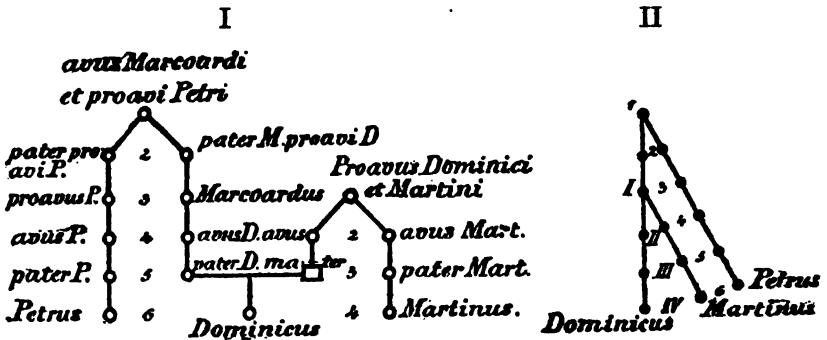 I
II
avus Marcoardi
et proavi Petri
pater pro
avi P.
2
pater M. proavi D
Proavus Dominici
et Martini
proavus P.
3
Marcoardus
avus P.
4
avus D. avus
2
avus Mart.
pater P.
5
pater D. ma ter
3
pater Mart.
Petrus
6
Dominicus
4
Martinus.
1
2
I
3
4
II
5
III
6
Petrus
IV
Martinus
Dominicus